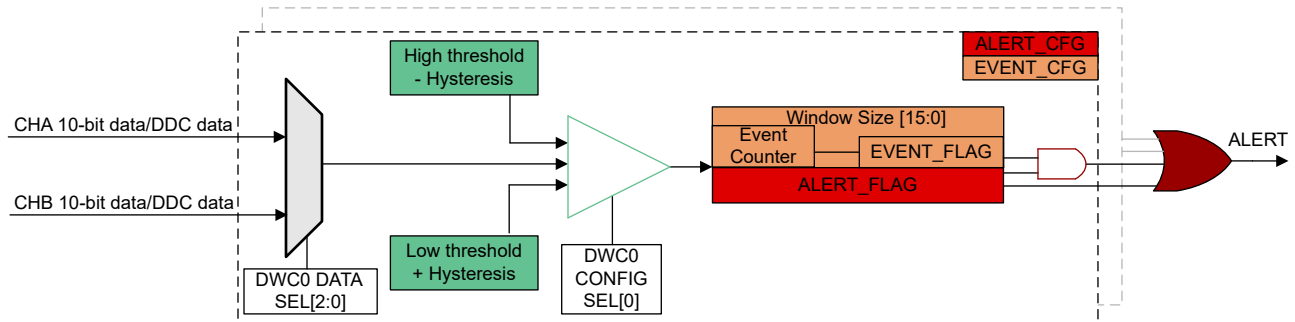 High threshold
- Hysteresis
ALERT_CFG
EVENT_CFG
CHA 10-bit data/DDC data
Window Size [15:0]
Event
Counter
EVENT_FLAG
ALERT_FLAG
ALERT
CHB 10-bit data/DDC data
Low threshold
+ Hysteresis
DWC0 DATA
SEL[2:0]
DWC0
CONFIG
SEL[0]